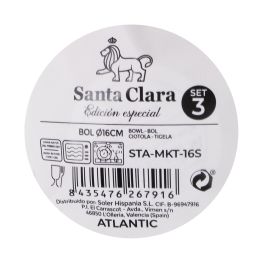 Santa Clara
SET
3
Edición especial
BOL Ø16CM
BOWL-BOL
CIOTOLA-TIGELA
STA-MKT-16S
8 435476 267916
Distribuido por: Soler Hispania S.L. CIF-B-96947916
P.I. El Carrascot - Avda., Vimen s/n
46850 L'Olleria, Valencia (Spain)
ATLANTIC